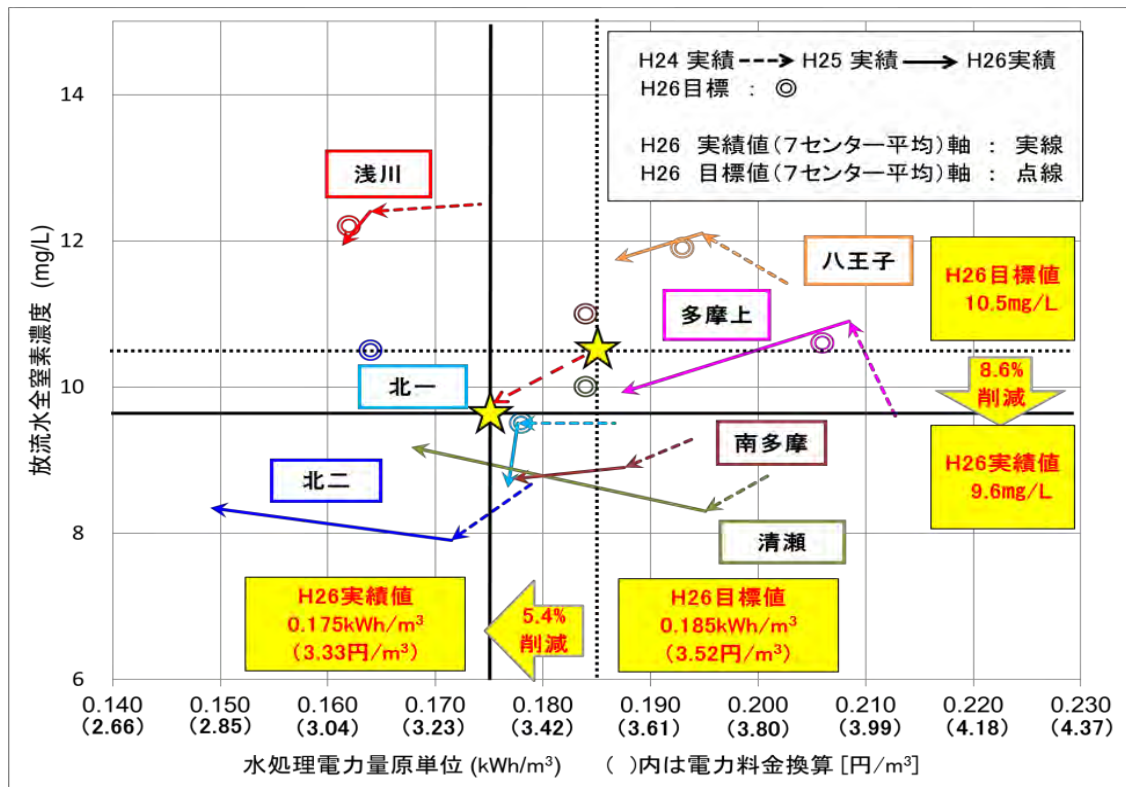 H24 実績 H25 実績 H26実績
H26目標 : ◎
H26 実績値(7センター平均)軸 : 実線
H26 目標値(7センター平均)軸 : 点線
放流水全窒素濃度 (mg/L)
14
12
10
8
6
浅川
八王子
多摩上
北一
北二
南多摩
清瀬
H26目標値
10.5mg/L
8.6%
削減
H26実績値
9.6mg/L
H26実績値
0.175kWh/m³
(3.33円/m³)
5.4%
削減
H26目標値
0.185kWh/m³
(3.52円/m³)
0.140 0.150 0.160 0.170 0.180 0.190 0.200 0.210 0.220 0.230
(2.66) (2.85) (3.04) (3.23) (3.42) (3.61) (3.80) (3.99) (4.18) (4.37)
水処理電力量原単位 (kWh/m³) ( )内は電力料金換算 [円/m³]